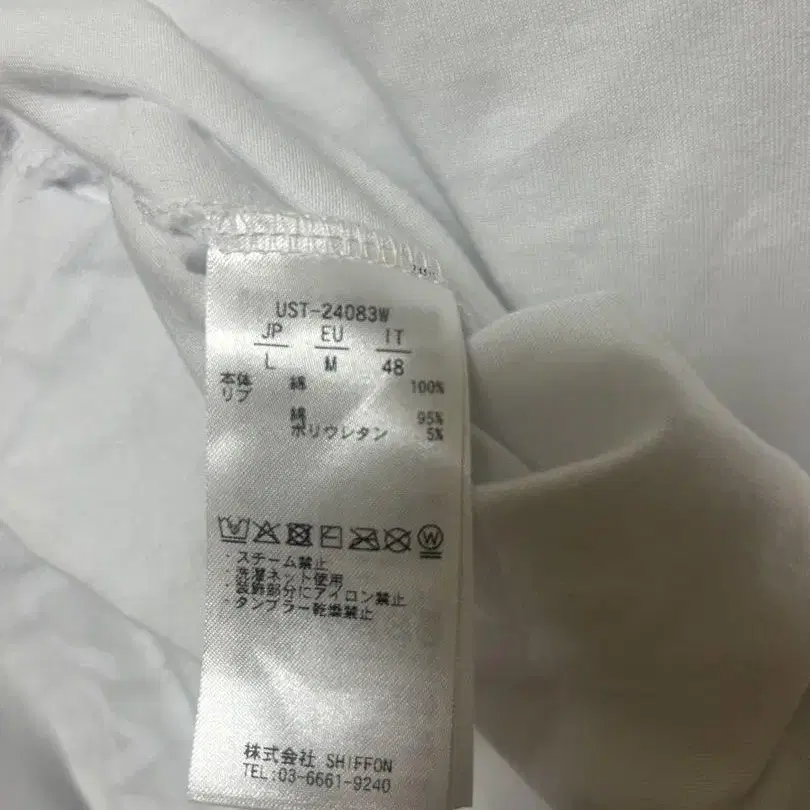 UST-24083W
JP EU IT
L M 48
本体 綿 100%
リブ
綿 95%
ポリウレタン 5%
・スチーム禁止
・洗濯ネット使用
・装飾部分にアイロン禁止
・タンブラー乾燥禁止
株式会社 SHIFFON
TEL:03-6661-9240